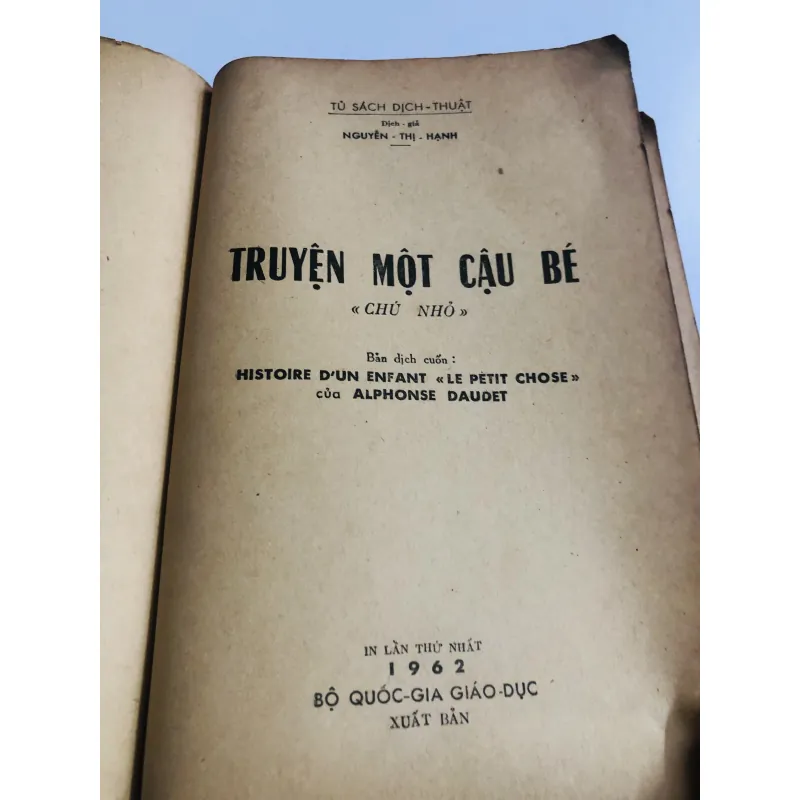 TỦ SÁCH DỊCH-THUẬT
Dịch-giả
NGUYỄN-THỊ-HẠNH
TRUYỆN MỘT CẬU BÉ
«CHÚ NHỎ»
Bản dịch cuốn:
HISTOIRE D'UN ENFANT «LE PETIT CHOSE»
của ALPHONSE DAUDET
IN LẦN THỨ NHẤT
1962
BỘ QUỐC-GIA GIÁO-DỤC
XUẤT BẢN